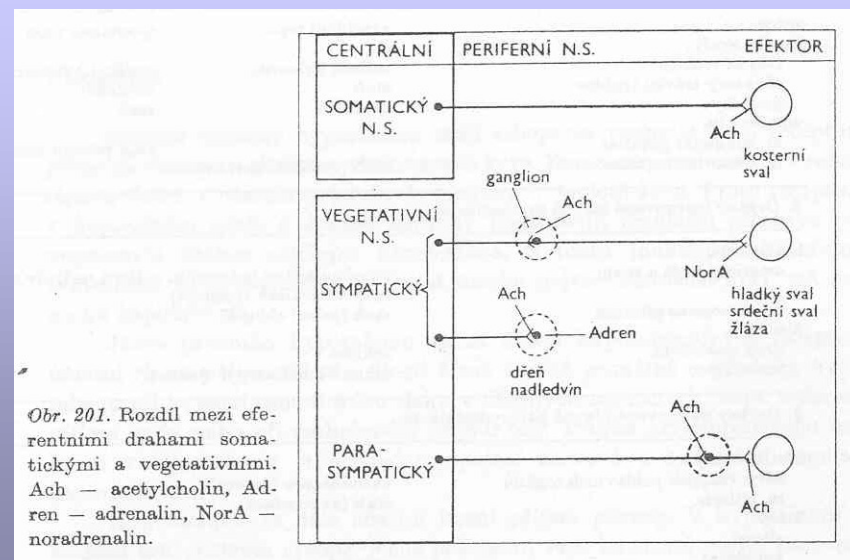 CENTRÁLNÍ PERIFERNÍ N.S. EFEKTOR
SOMATICKÝ
N.S.
Ach
kosterní
sval
ganglion
Ach
VEGETATIVNÍ
N.S.
SYMPATICKÝ
NorA
hladký sval
srdeční sval
žláza
Ach
Adren
dřeň
nadledvin
Ach
PARA-
SYMPATICKÝ
Ach
Obr. 201. Rozdíl mezi efe-
rentními drahami soma-
tickými a vegetativními.
Ach — acetylcholin, Ad-
ren — adrenalin, NorA —
noradrenalin.